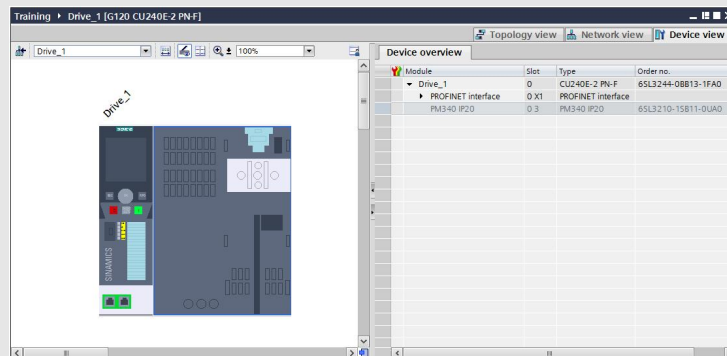 Training ▸ Drive_1 [G120 CU240E-2 PN-F]
Topology view Network view Device view
Drive_1 100% Device overview
Module Slot Type Order no.
Drive_1 0 CU240E-2 PN-F 6SL3244-0BB13-1FA0
PROFINET interface 0 X1 PROFINET interface
PM340 IP20 0 3 PM340 IP20 6SL3210-1SB11-0UA0
Drive_1
SINAMICS